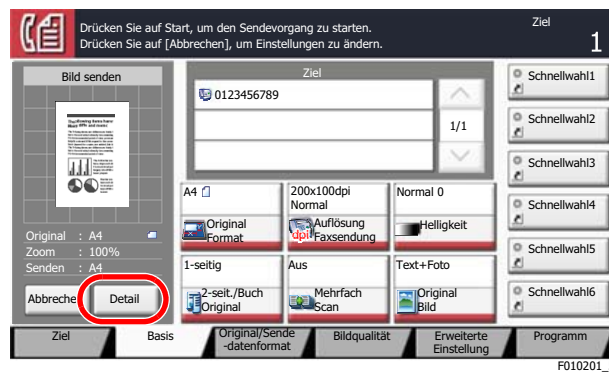 Drücken Sie auf Start, um den Sendevorgang zu starten.
Drücken Sie auf [Abbrechen], um Einstellungen zu ändern.
Ziel
1
Bild senden
Original : A4
Zoom : 100%
Senden : A4
Abbreche
Detail
Ziel
0123456789
1/1
A4
Original
Format
200x100dpi
Normal
dpi
Auflösung
Faxsendung
Normal 0
Helligkeit
1-seitig
2-seit./Buch
Original
Aus
Mehrfach
Scan
Text+Foto
Original
Bild
Schnellwahl1
Schnellwahl2
Schnellwahl3
Schnellwahl4
Schnellwahl5
Schnellwahl6
Ziel
Basis
Original/Sende
-datenformat
Bildqualität
Erweiterte
Einstellung
Programm
F010201_